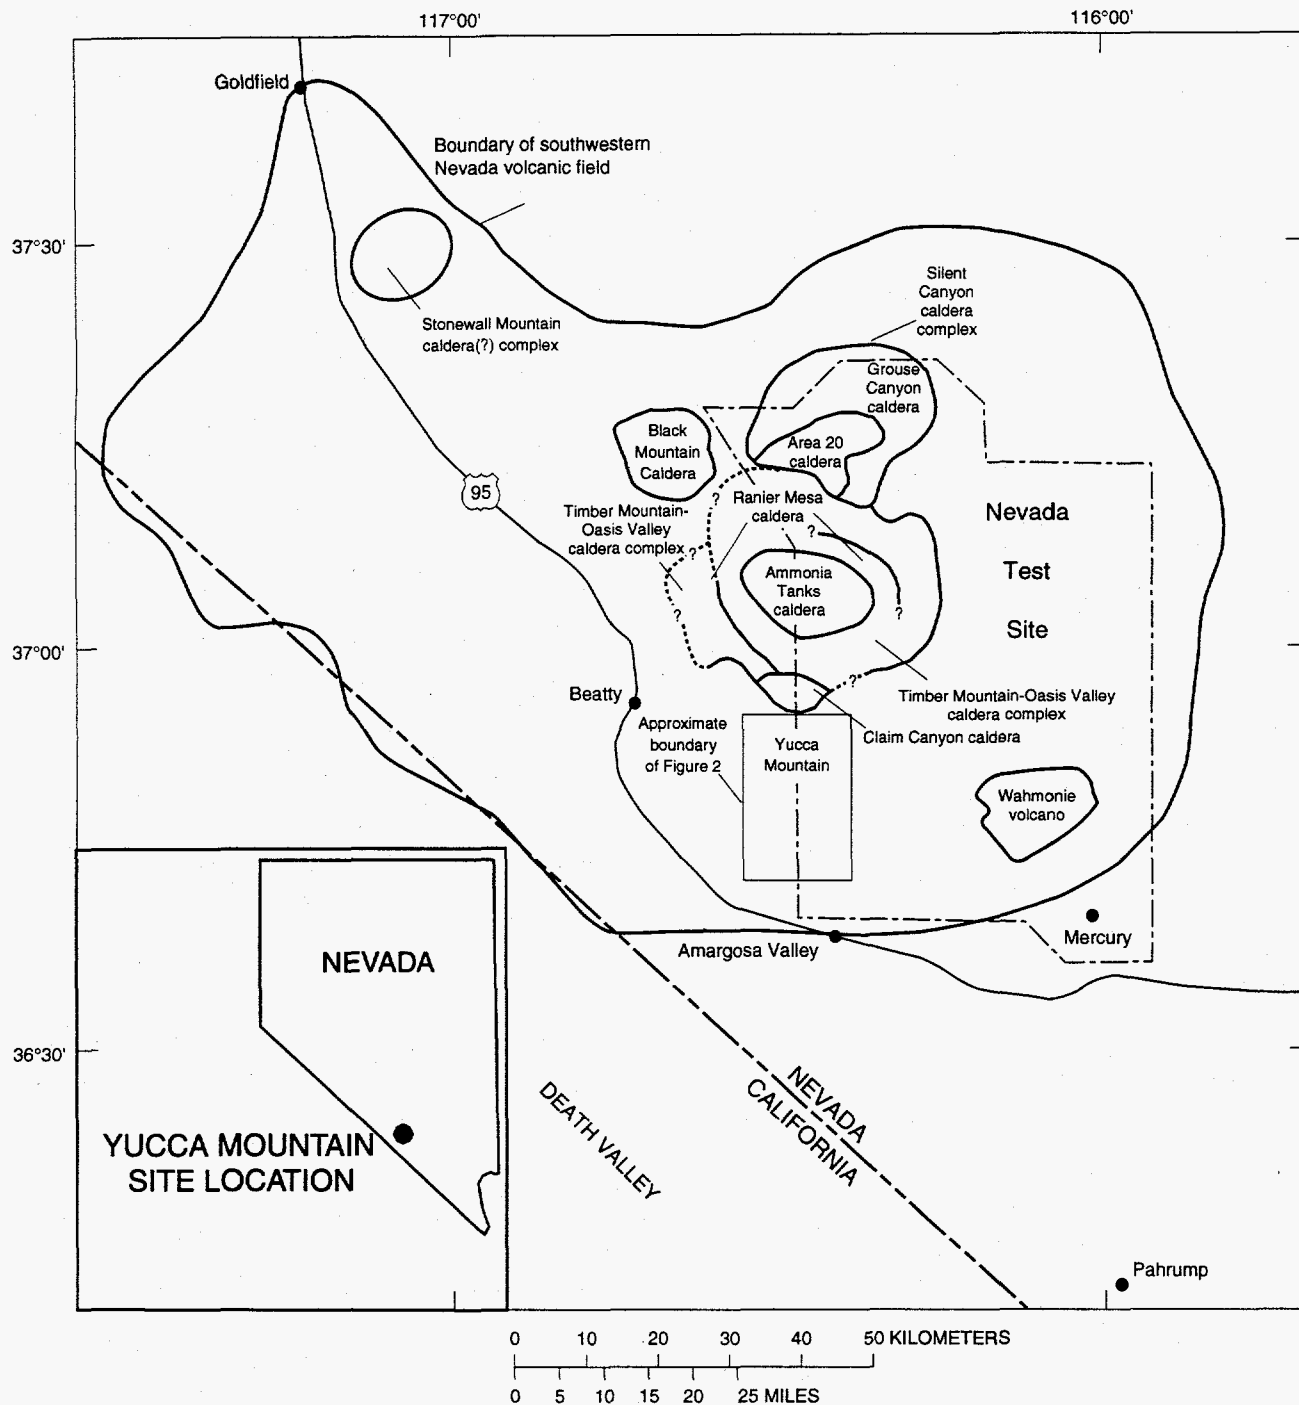 117°00'
116°00'
Goldfield
Boundary of southwestern
Nevada volcanic field
37°30'
Silent
Canyon
caldera
complex
Stonewall Mountain
caldera(?) complex
Grouse
Canyon
caldera
Black
Mountain
Caldera
Area 20
caldera
95
?
Ranier Mesa
caldera
Timber Mountain-
Oasis Valley
caldera complex
?
?
Nevada
Test
Site
Ammonia
Tanks
caldera
?
?
37°00'
?
Beatty
Timber Mountain-Oasis Valley
caldera complex
Claim Canyon caldera
Approximate
boundary
of Figure 2
Yucca
Mountain
Wahmonie
volcano
Mercury
Amargosa Valley
NEVADA
36°30'
NEVADA
CALIFORNIA
DEATH VALLEY
YUCCA MOUNTAIN
SITE LOCATION
Pahrump
0 10 20 30 40 50 KILOMETERS
0 5 10 15 20 25 MILES